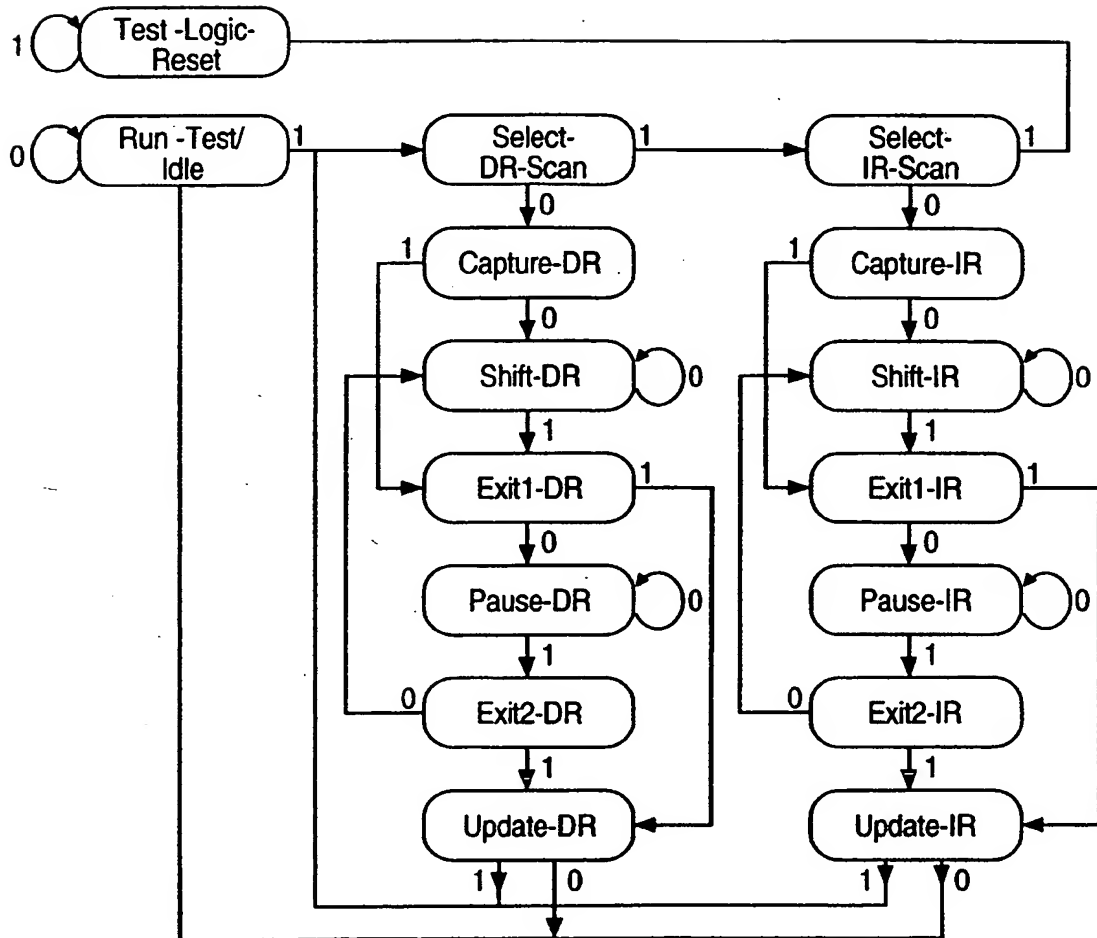 1
Test -Logic-
Reset
0
Run -Test/
Idle
1
Select-
DR-Scan
1
Select-
IR-Scan
1
0
0
1
Capture-DR
1
Capture-IR
0
0
Shift-DR
0
Shift-IR
0
1
1
Exit1-DR
1
Exit1-IR
1
0
0
Pause-DR
0
Pause-IR
0
1
1
0
Exit2-DR
0
Exit2-IR
1
1
Update-DR
Update-IR
1
0
1
0